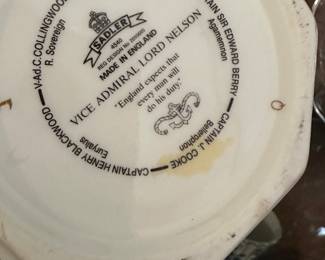 SADLER
4540
MADE IN ENGLAND
VICE ADMIRAL LORD NELSON
"England expects that
every man will
do his duty."
V-Ad.C.COLLINGWOOD
R. Sovereign
SIR EDWARD BERRY
Agamemnon
CAPTAIN J. COOKE
Bellerophon
CAPTAIN HENRY BLACKWOOD
Euryalus